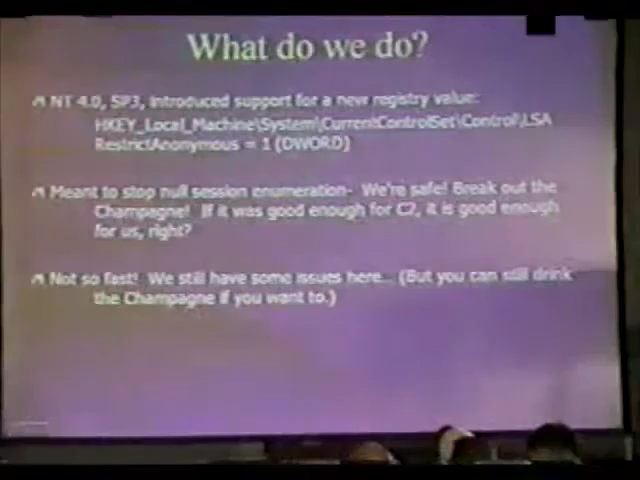 What do we do?
NT 4.0, SP3, introduced support for a new registry value:
HKEY_Local_Machine\System\CurrentControlSet\Control\LSA
RestrictAnonymous = 1 (DWORD)
Meant to stop null session enumeration- We're safe! Break out the
Champagne! If it was good enough for C2, it is good enough
for us, right?
Not so fast! We still have some issues here... (But you can still drink
the Champagne if you want to.)